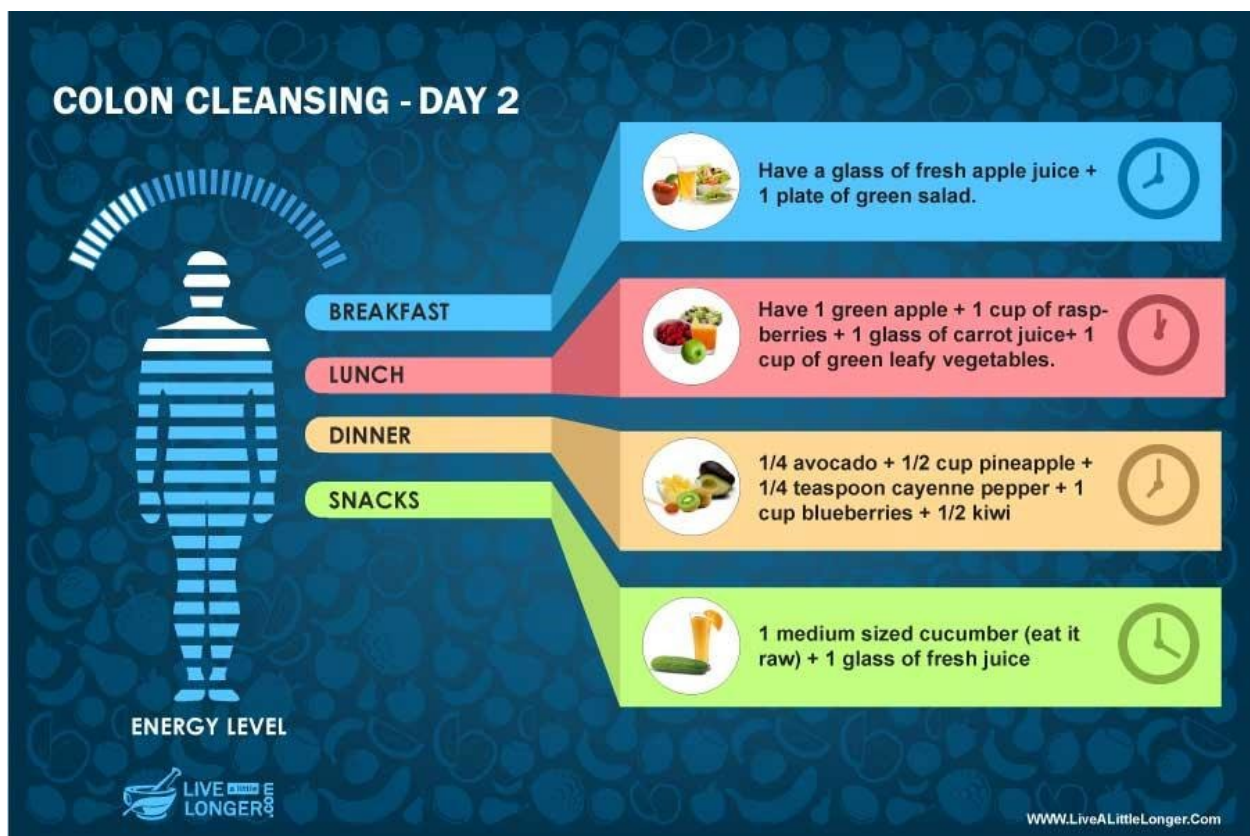 COLON CLEANSING - DAY 2
BREAKFAST
Have a glass of fresh apple juice +
1 plate of green salad.
LUNCH
Have 1 green apple + 1 cup of rasp-
berries + 1 glass of carrot juice+ 1
cup of green leafy vegetables.
DINNER
1/4 avocado + 1/2 cup pineapple +
1/4 teaspoon cayenne pepper + 1
cup blueberries + 1/2 kiwi
SNACKS
1 medium sized cucumber (eat it
raw) + 1 glass of fresh juice
ENERGY LEVEL
LIVE a little
LONGER.com
WWW.LiveALittleLonger.Com